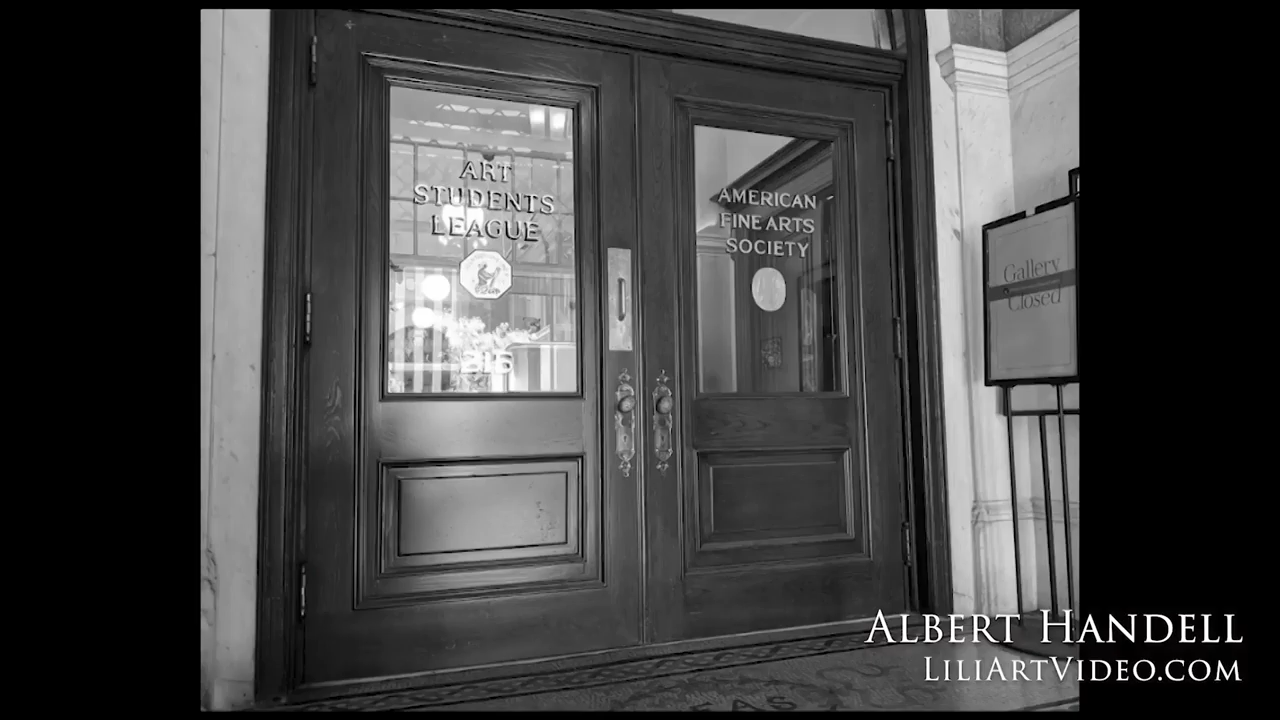 ART
STUDENTS
LEAGUE
215
AMERICAN
FINE ARTS
SOCIETY
Gallery
Closed
ALBERT HANDELL
LILIARTVIDEO.COM